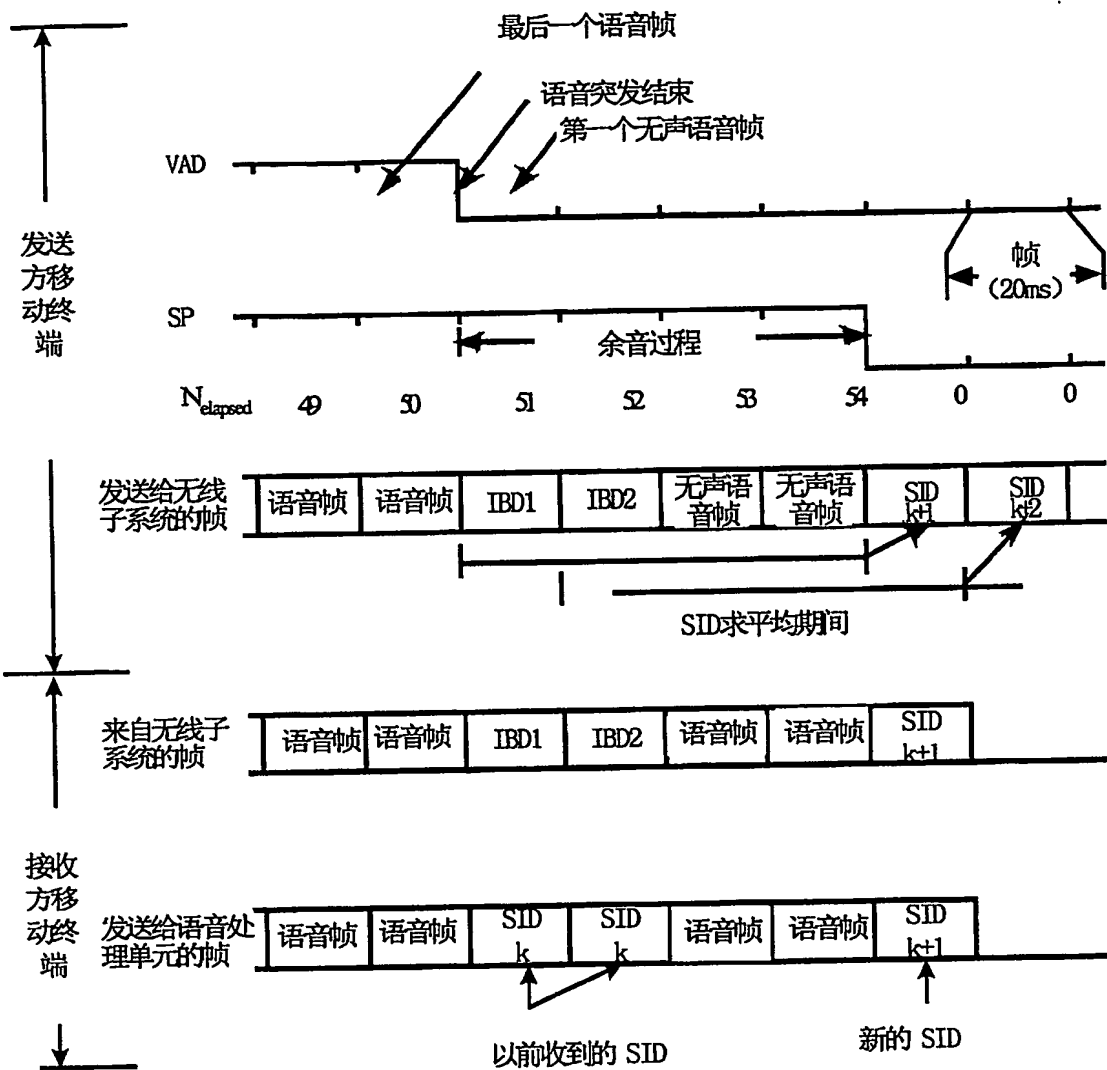 最后一个语音帧
语音突发结束
第一个无声语音帧
VAD
发送
方移
动终
端
帧
(20ms)
SP
余音过程
N elapsed 49 50 51 52 53 54 0 0
发送给无线
子系统的帧
语音帧 语音帧 IBD1 IBD2 无声语
音帧 无声语
音帧 SID
k+1 SID
k+2
SID求平均期间
来自无线子
系统的帧
语音帧 语音帧 IBD1 IBD2 语音帧 语音帧 SID
k+1
接收
方移
动终
端
发送给语音处
理单元的帧
语音帧 语音帧 SID
k SID
k 语音帧 语音帧 SID
k+1
以前收到的 SID
新的 SID